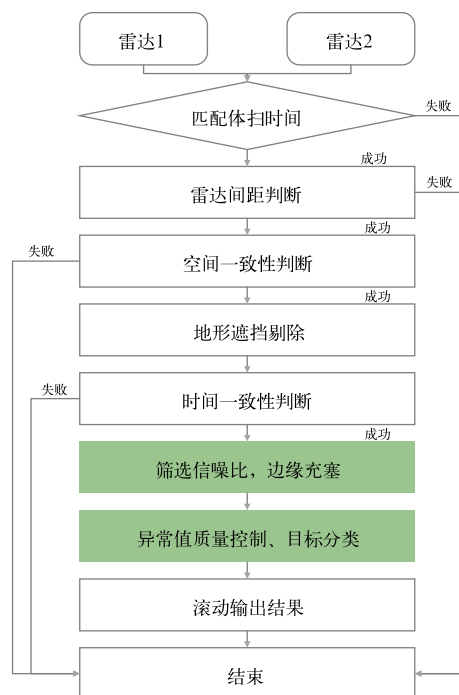 雷达1
雷达2
匹配体扫时间
失败
成功
雷达间距判断
失败
成功
空间一致性判断
失败
成功
地形遮挡剔除
时间一致性判断
失败
成功
筛选信噪比，边缘充塞
异常值质量控制、目标分类
滚动输出结果
结束